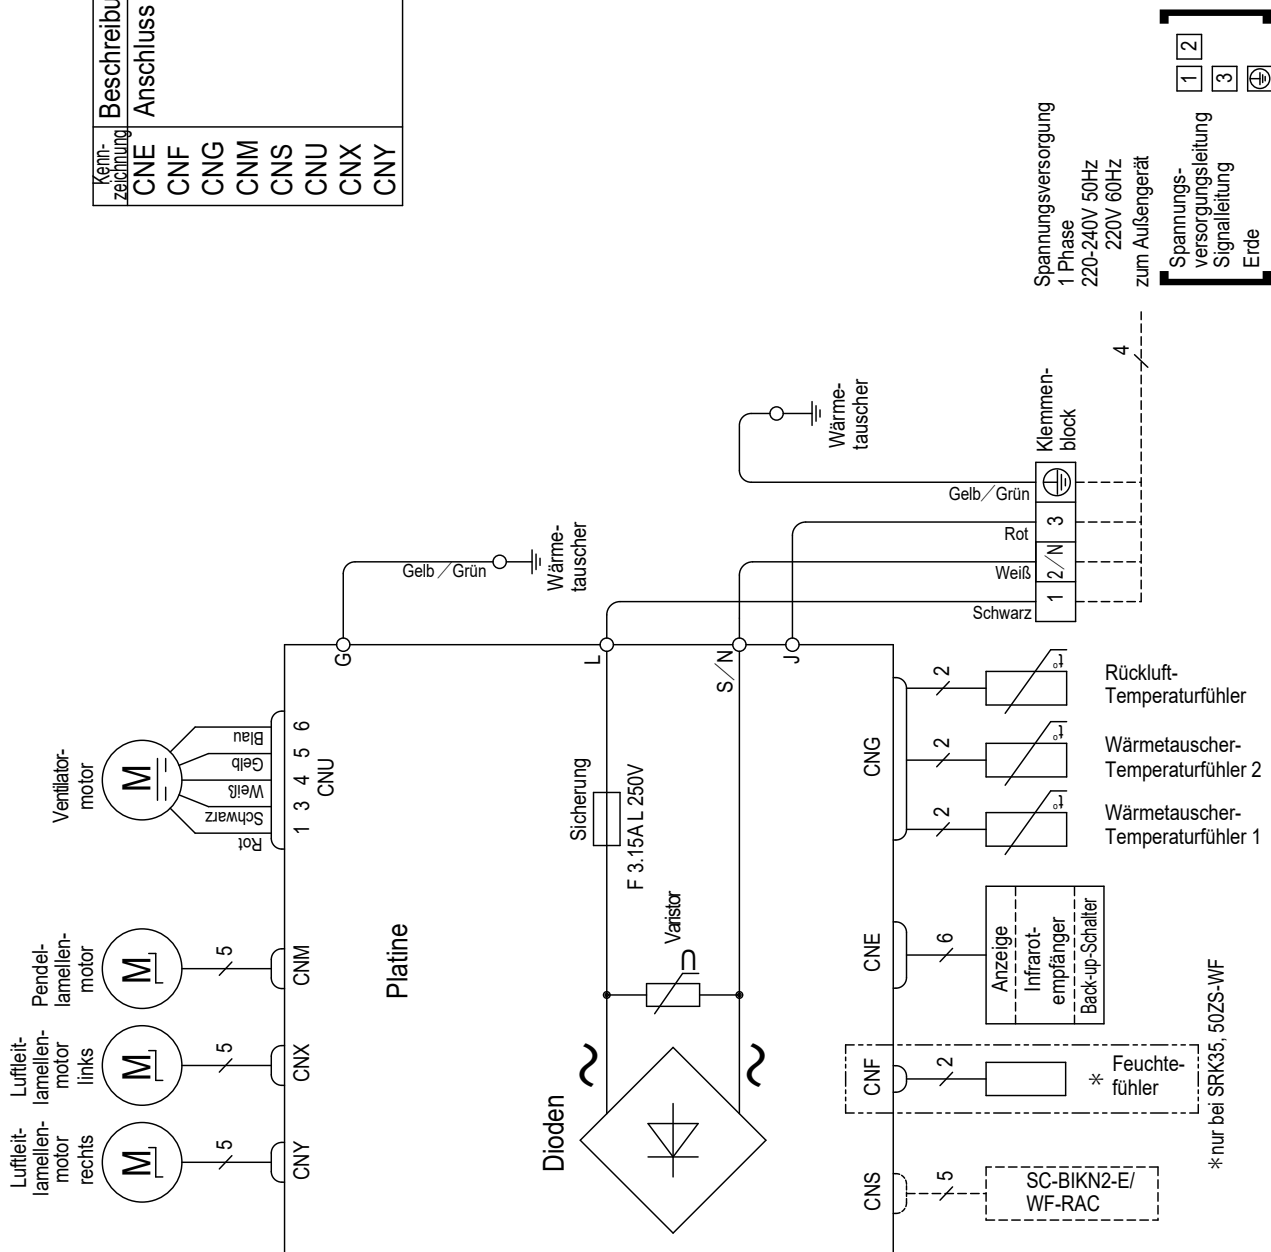 Kenn-
zeichnung
Beschreibu
CNE
Anschluss
CNF
CNG
CNM
CNS
CNU
CNX
CNY
Spannungsversorgung
1 Phase
220-240V 50Hz
220V 60Hz
zum Außengerät
Spannungs-
versorgungsleitung
1 2
Signalleitung
3
Erde
4
Wärme-
tauscher
Klemmen-
block
Gelb/Grün
Rot
3
Weiß
2/N
Schwarz
1
Gelb/Grün
Wärme-
tauscher
G
L
S/N
J
Ventilator-
motor
M
Rot
Schwarz
Weiß
Gelb
Blau
1 3 4 5 6
CNU
Pendel-
lamellen-
motor
M
5
CNM
Luftleit-
lamellen-
motor
links
M
5
CNX
Luftleit-
lamellen-
motor
rechts
M
5
CNY
Platine
Sicherung
F 3.15A L 250V
Varistor
Dioden
CNG
2
t°
Rückluft-
Temperaturfühler
2
t°
Wärmetauscher-
Temperaturfühler 2
2
t°
Wärmetauscher-
Temperaturfühler 1
CNE
6
Anzeige
Infrarot-
empfänger
Back-up-Schalter
CNF
2
* Feuchte-
fühler
*nur bei SRK35, 50ZS-WF
CNS
5
SC-BIKN2-E/
WF-RAC